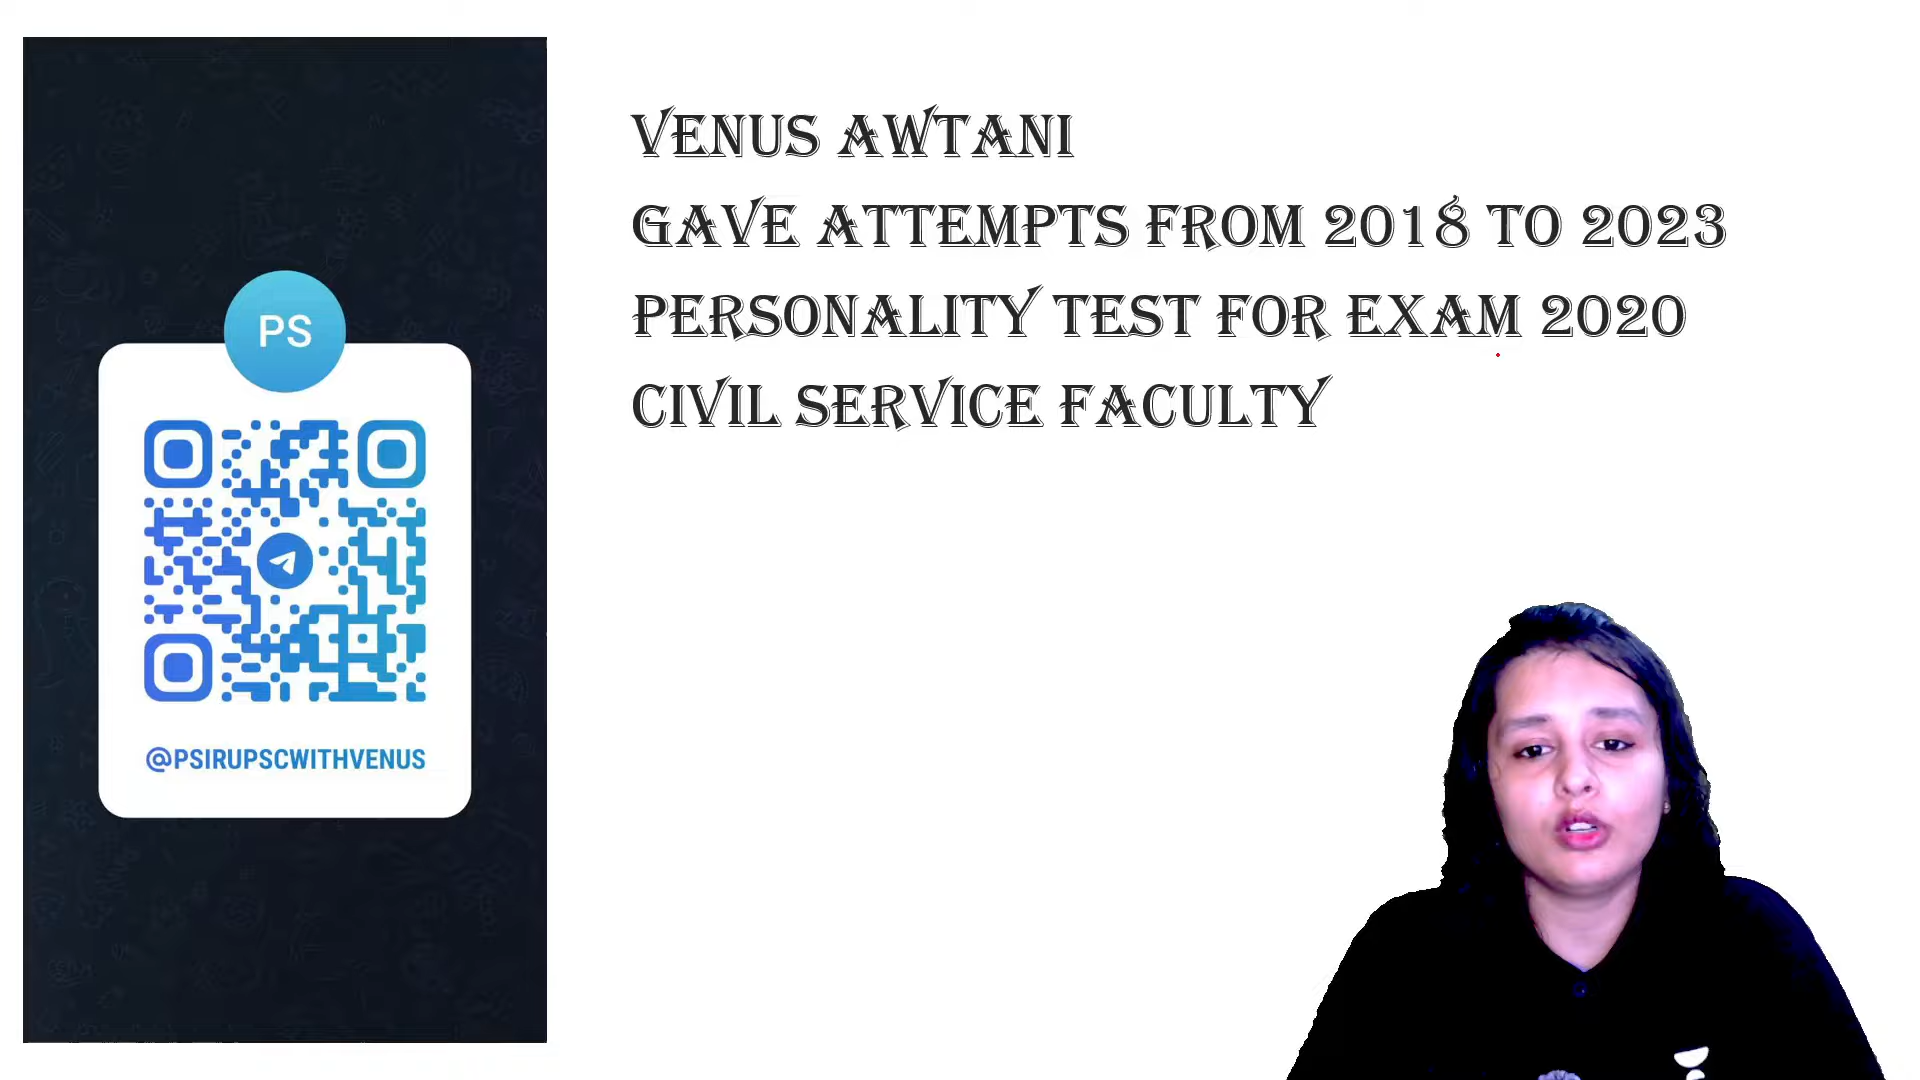 PS
@PSIRUPSCWITHVENUS
VENUS AWTANI
GAVE ATTEMPTS FROM 2018 TO 2023
PERSONALITY TEST FOR EXAM 2020
CIVIL SERVICE FACULTY